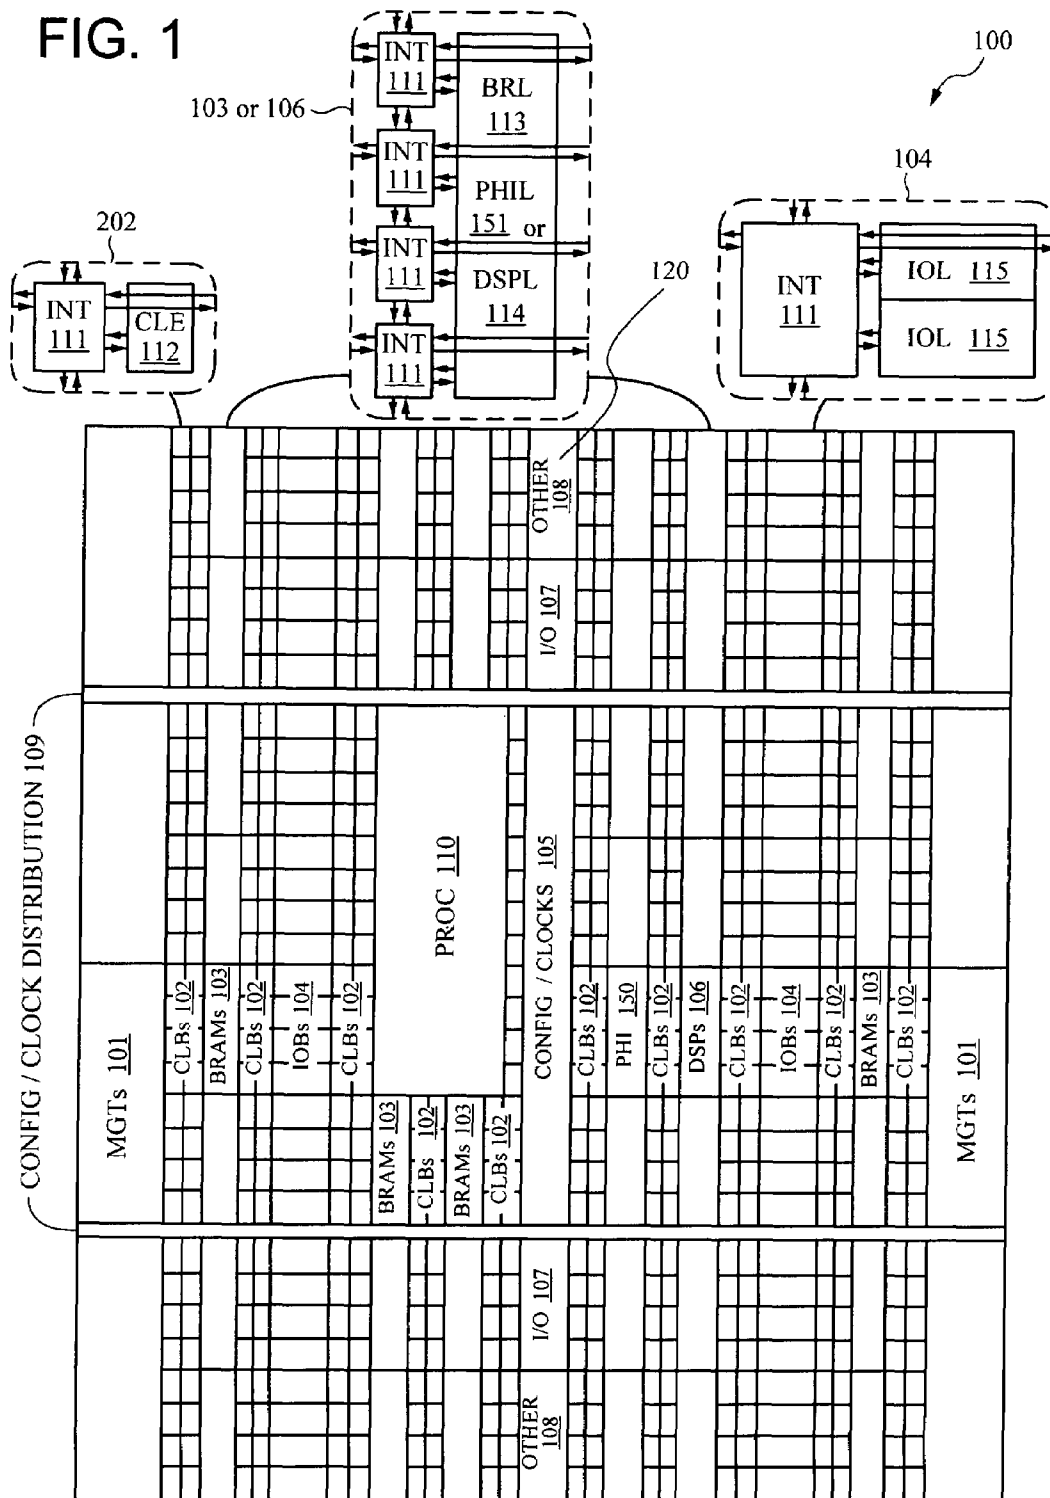 FIG. 1
100
103 or 106
INT
111
INT
111
INT
111
INT
111
BRL
113
PHIL
151 or
DSPL
114
104
INT
111
IOL 115
IOL 115
202
INT
111
CLE
112
120
OTHER
108
I/O 107
CONFIG / CLOCK DISTRIBUTION 109
PROC 110
CONFIG / CLOCKS 105
MGTs 101
CLBs 102
BRAMs 103
CLBs 102
IOBs 104
CLBs 102
BRAMs 103
CLBs 102
BRAMs 103
CLBs 102
CLBs 102
PHI 150
CLBs 102
DSPs 106
CLBs 102
IOBs 104
CLBs 102
BRAMs 103
CLBs 102
MGTs 101
I/O 107
OTHER
108